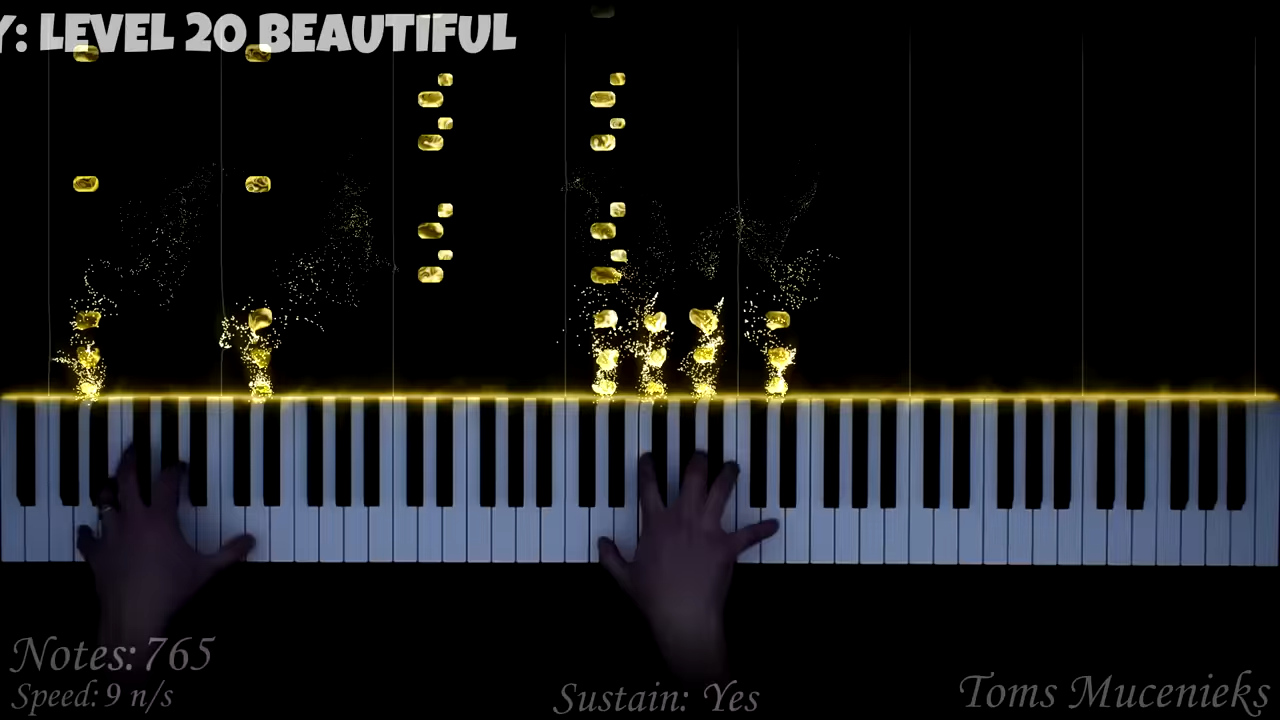 Y: LEVEL 20 BEAUTIFUL
Notes: 765
Speed: 9 n/s
Sustain: Yes
Toms Mucenieks